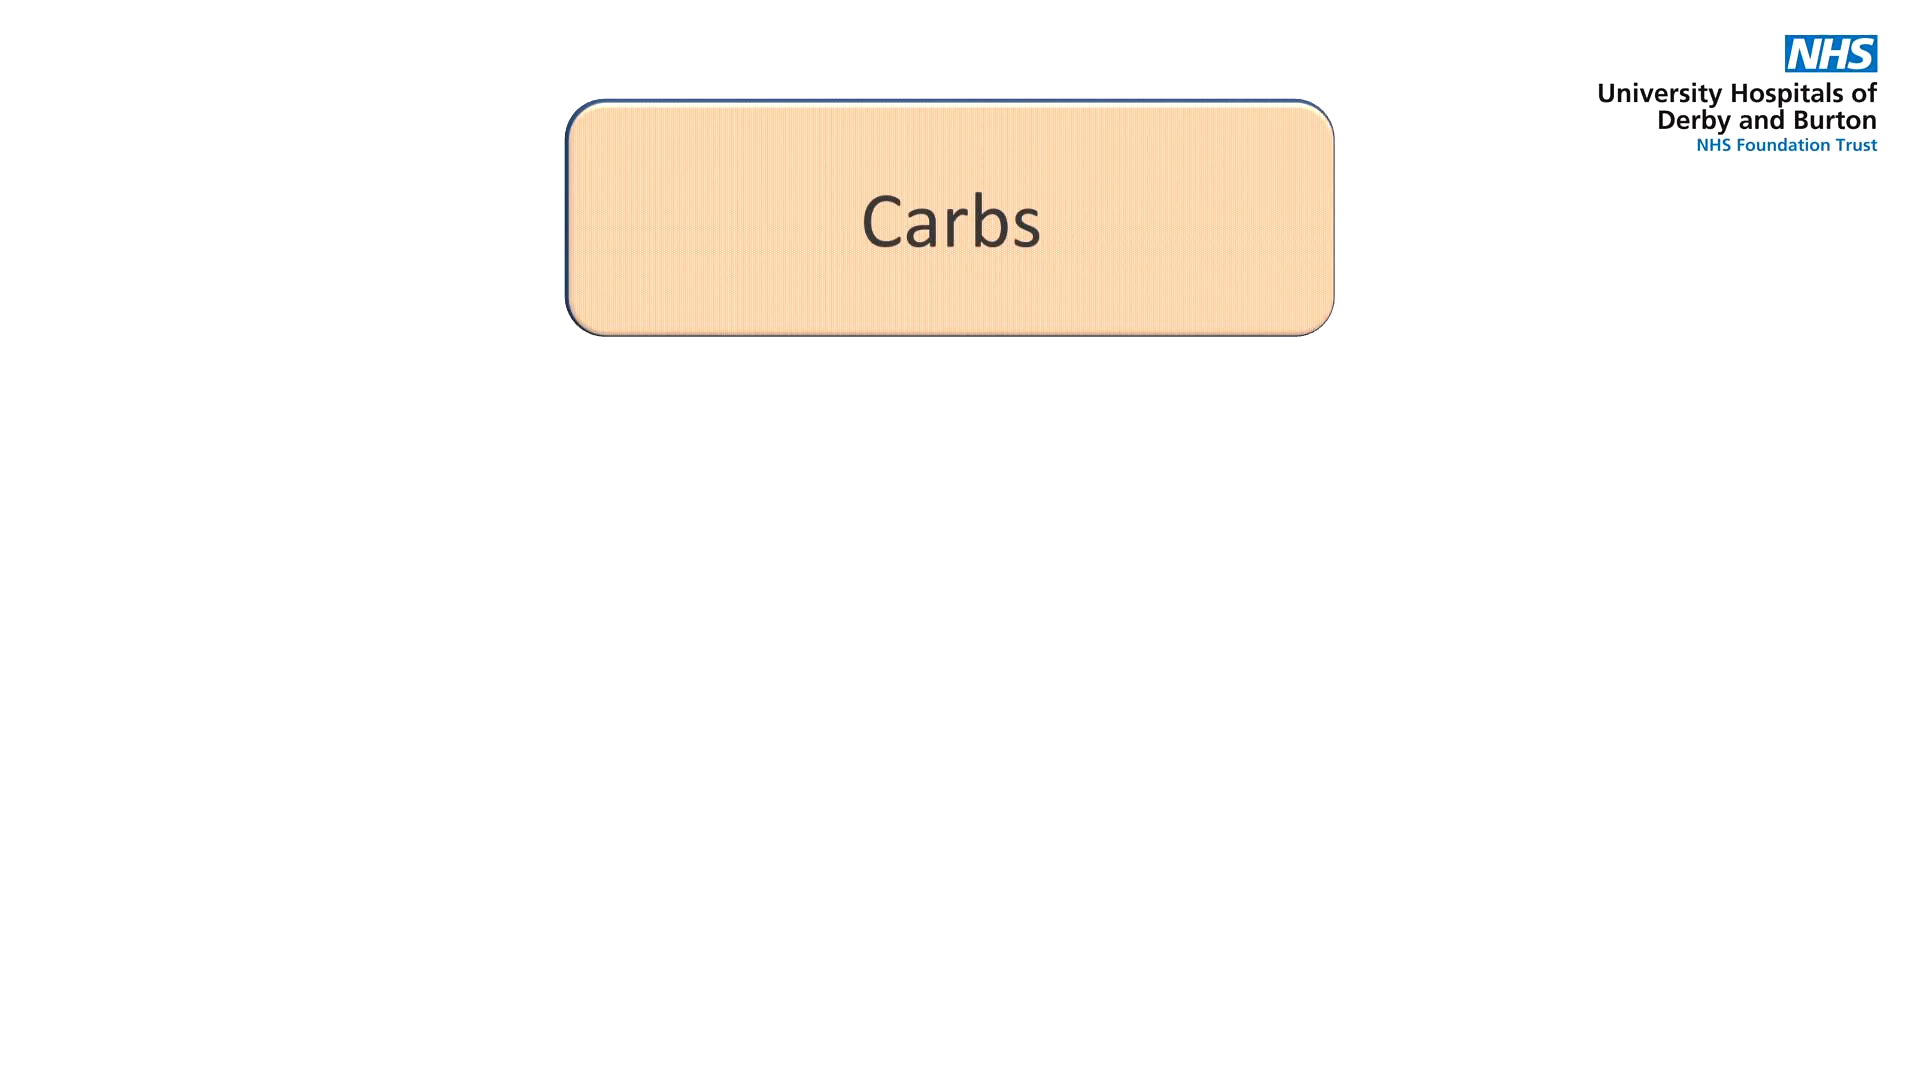 NHS
University Hospitals of
Derby and Burton
NHS Foundation Trust
Carbs